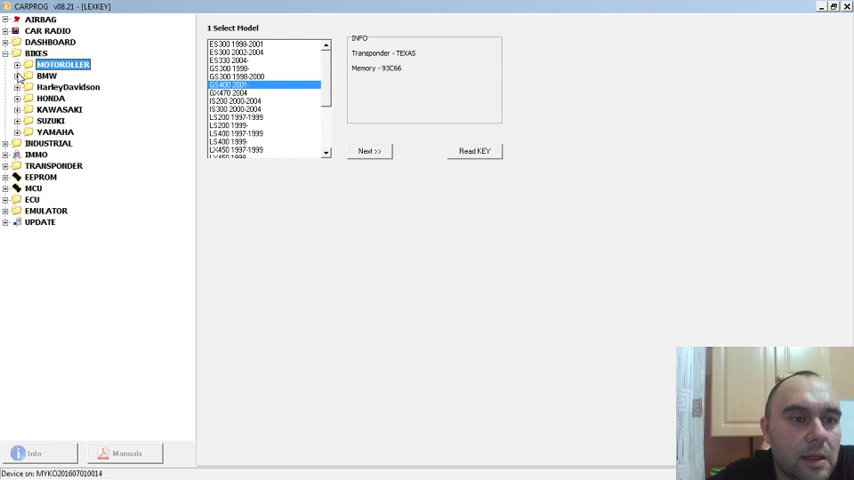 CARPROG v08.21 - [LEXKEY]
AIRBAG
CAR RADIO
DASHBOARD
BIKES
MOTOROLLER
BMW
HarleyDavidson
HONDA
KAWASAKI
SUZUKI
YAMAHA
INDUSTRIAL
IMMO
TRANSPONDER
EEPROM
MCU
ECU
EMULATOR
UPDATE
1 Select Model
ES300 1998-2001
ES300 2002-2004
ES330 2004-
GS300 1998-
GS300 1998-2000
GS400 2001-
GX470 2004
IS200 2000-2004
IS300 2000-2004
LS200 1997-1999
LS200 1999-
LS400 1997-1999
LS400 1999-
LX450 1997-1999
INFO
Transponder - TEXAS
Memory - 93C66
Next >>
Read KEY
Info
Manuals
Device sn: MYKO201607010014